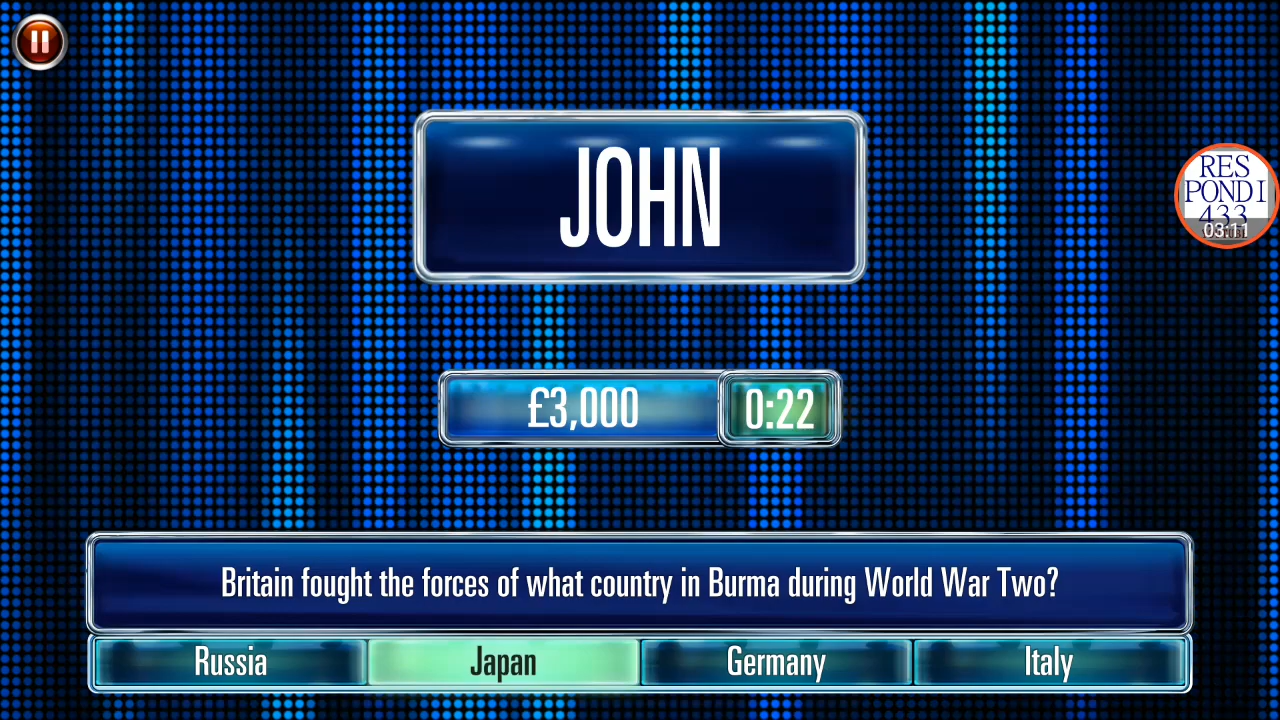 JOHN
RES
PONDI
433
03:11
£3,000
0:22
Britain fought the forces of what country in Burma during World War Two?
Russia
Japan
Germany
Italy